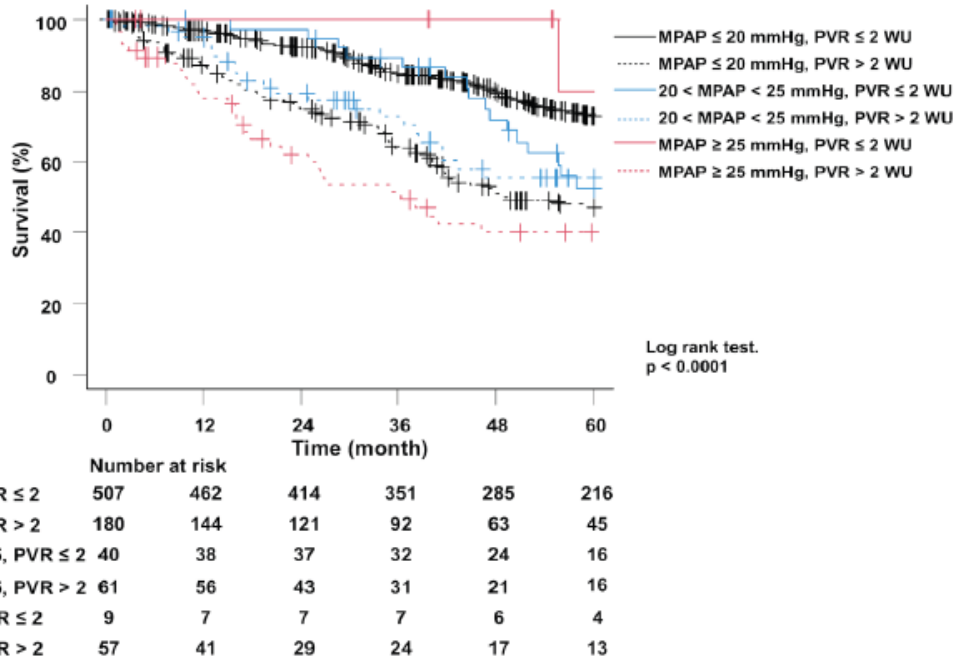 100
80
60
40
20
0
Survival (%)
MPAP ≤ 20 mmHg, PVR ≤ 2 WU
MPAP ≤ 20 mmHg, PVR > 2 WU
20 < MPAP < 25 mmHg, PVR ≤ 2 WU
20 < MPAP < 25 mmHg, PVR > 2 WU
MPAP ≥ 25 mmHg, PVR ≤ 2 WU
MPAP ≥ 25 mmHg, PVR > 2 WU
Log rank test.
p < 0.0001
0 12 24 36 48 60
Time (month)
Number at risk
R ≤ 2 507 462 414 351 285 216
R > 2 180 144 121 92 63 45
, PVR ≤ 2 40 38 37 32 24 16
, PVR > 2 61 56 43 31 21 16
R ≤ 2 9 7 7 7 6 4
R > 2 57 41 29 24 17 13